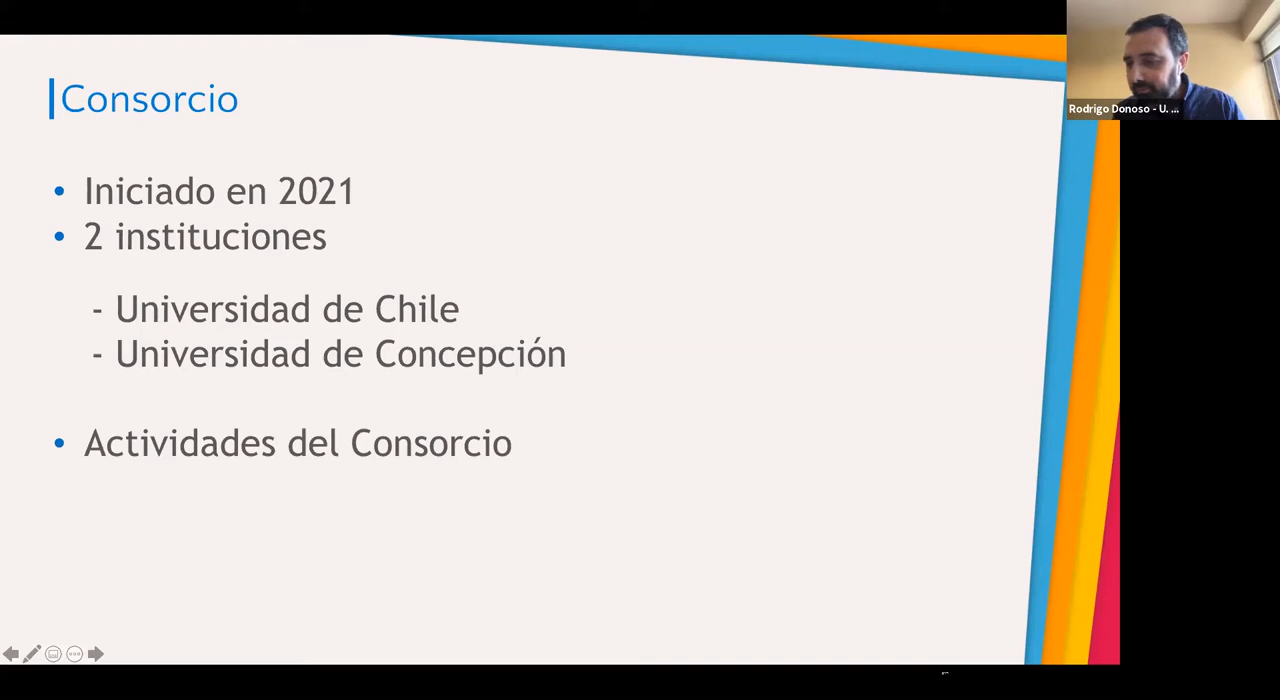 Consorcio
• Iniciado en 2021
• 2 instituciones
- Universidad de Chile
- Universidad de Concepción
• Actividades del Consorcio
Rodrigo Donoso - U. ...